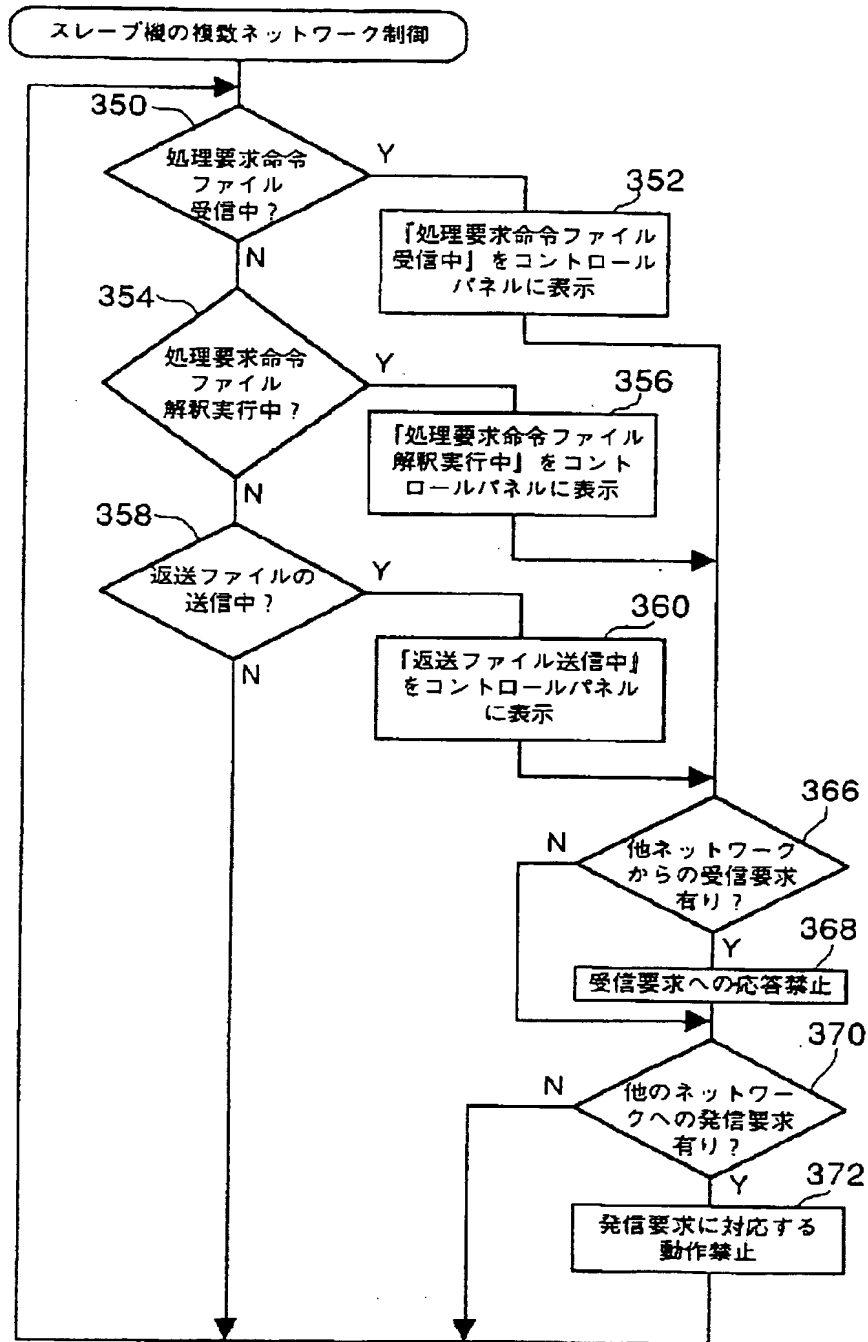 スレーブ機の複数ネットワーク制御
350
処理要求命令
ファイル
受信中？
Y
N
352
『処理要求命令ファイル
受信中』をコントロール
パネルに表示
354
処理要求命令
ファイル
解釈実行中？
Y
N
356
『処理要求命令ファイル
解釈実行中』をコント
ロールパネルに表示
358
返送ファイルの
送信中？
Y
N
360
『返送ファイル送信中』
をコントロールパネル
に表示
366
他ネットワーク
からの受信要求
有り？
N
Y
368
受信要求への応答禁止
370
他のネットワー
クへの発信要求
有り？
N
Y
372
発信要求に対応する
動作禁止